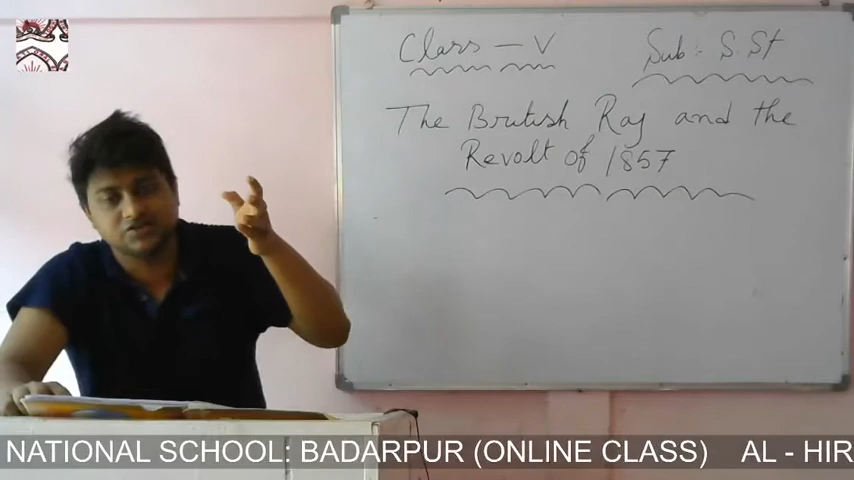 Class - V
Sub:- S.St
The British Raj and the
Revolt of 1857
NATIONAL SCHOOL: BADARPUR (ONLINE CLASS) AL - HIR